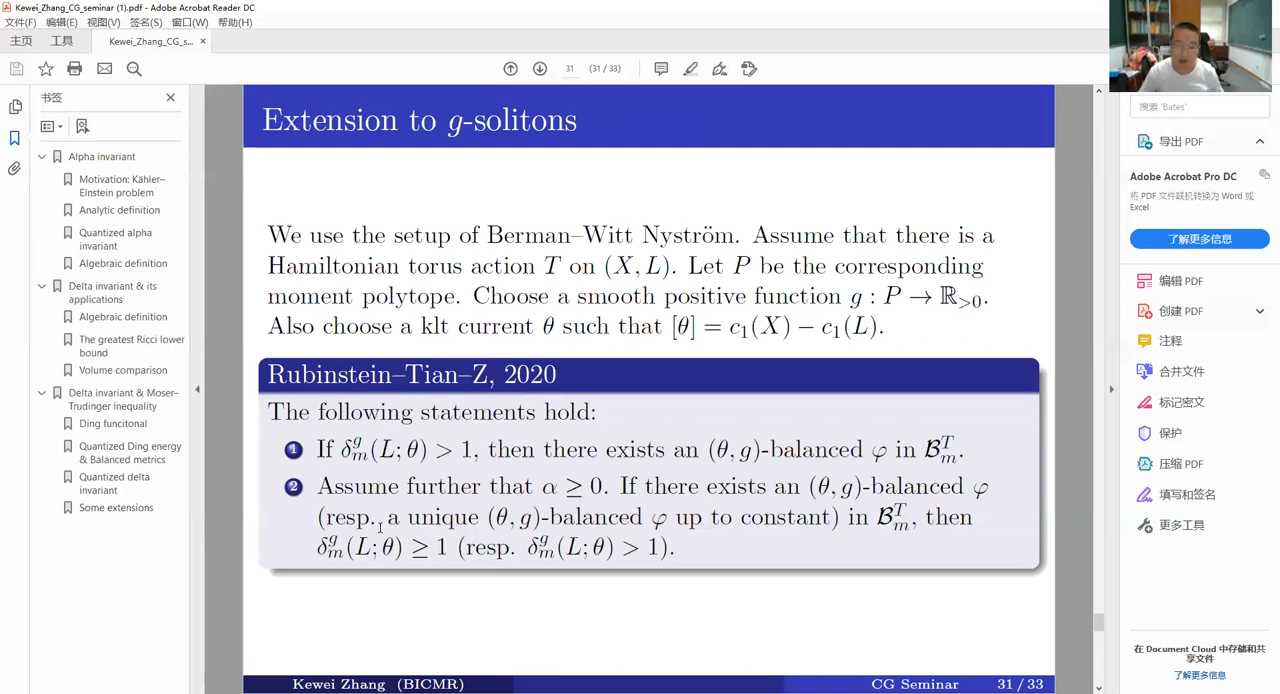 Kewei_Zhang_CG_seminar (1).pdf - Adobe Acrobat Reader DC
文件(F) 编辑(E) 视图(V) 签名(S) 窗口(W) 帮助(H)
主页 工具 Kewei_Zhang_CG_s... ×
31 (31 / 33)
书签
Alpha invariant
Motivation: Kähler–
Einstein problem
Analytic definition
Quantized alpha
invariant
Algebraic definition
Delta invariant & its
applications
Algebraic definition
The greatest Ricci lower
bound
Volume comparison
Delta invariant & Moser–
Trudinger inequality
Ding funcitonal
Quantized Ding energy
& Balanced metrics
Quantized delta
invariant
Some extensions
Extension to g-solitons
We use the setup of Berman–Witt Nyström. Assume that there is a
Hamiltonian torus action T on (X, L). Let P be the corresponding
moment polytope. Choose a smooth positive function g : P → ℝ_{>0}.
Also choose a klt current θ such that [θ] = c₁(X) − c₁(L).
Rubinstein–Tian–Z, 2020
The following statements hold:
1 If δ_m^g(L; θ) > 1, then there exists an (θ, g)-balanced φ in 𝓑_m^T.
2 Assume further that α ≥ 0. If there exists an (θ, g)-balanced φ
(resp. a unique (θ, g)-balanced φ up to constant) in 𝓑_m^T, then
δ_m^g(L; θ) ≥ 1 (resp. δ_m^g(L; θ) > 1).
Kewei Zhang (BICMR) CG Seminar 31 / 33
搜索 'Bates'
导出 PDF
Adobe Acrobat Pro DC
将 PDF 文件联机转换为 Word 或
Excel
了解更多信息
编辑 PDF
创建 PDF
注释
合并文件
标记密文
保护
压缩 PDF
填写和签名
更多工具
在 Document Cloud 中存储和共
享文件
了解更多信息